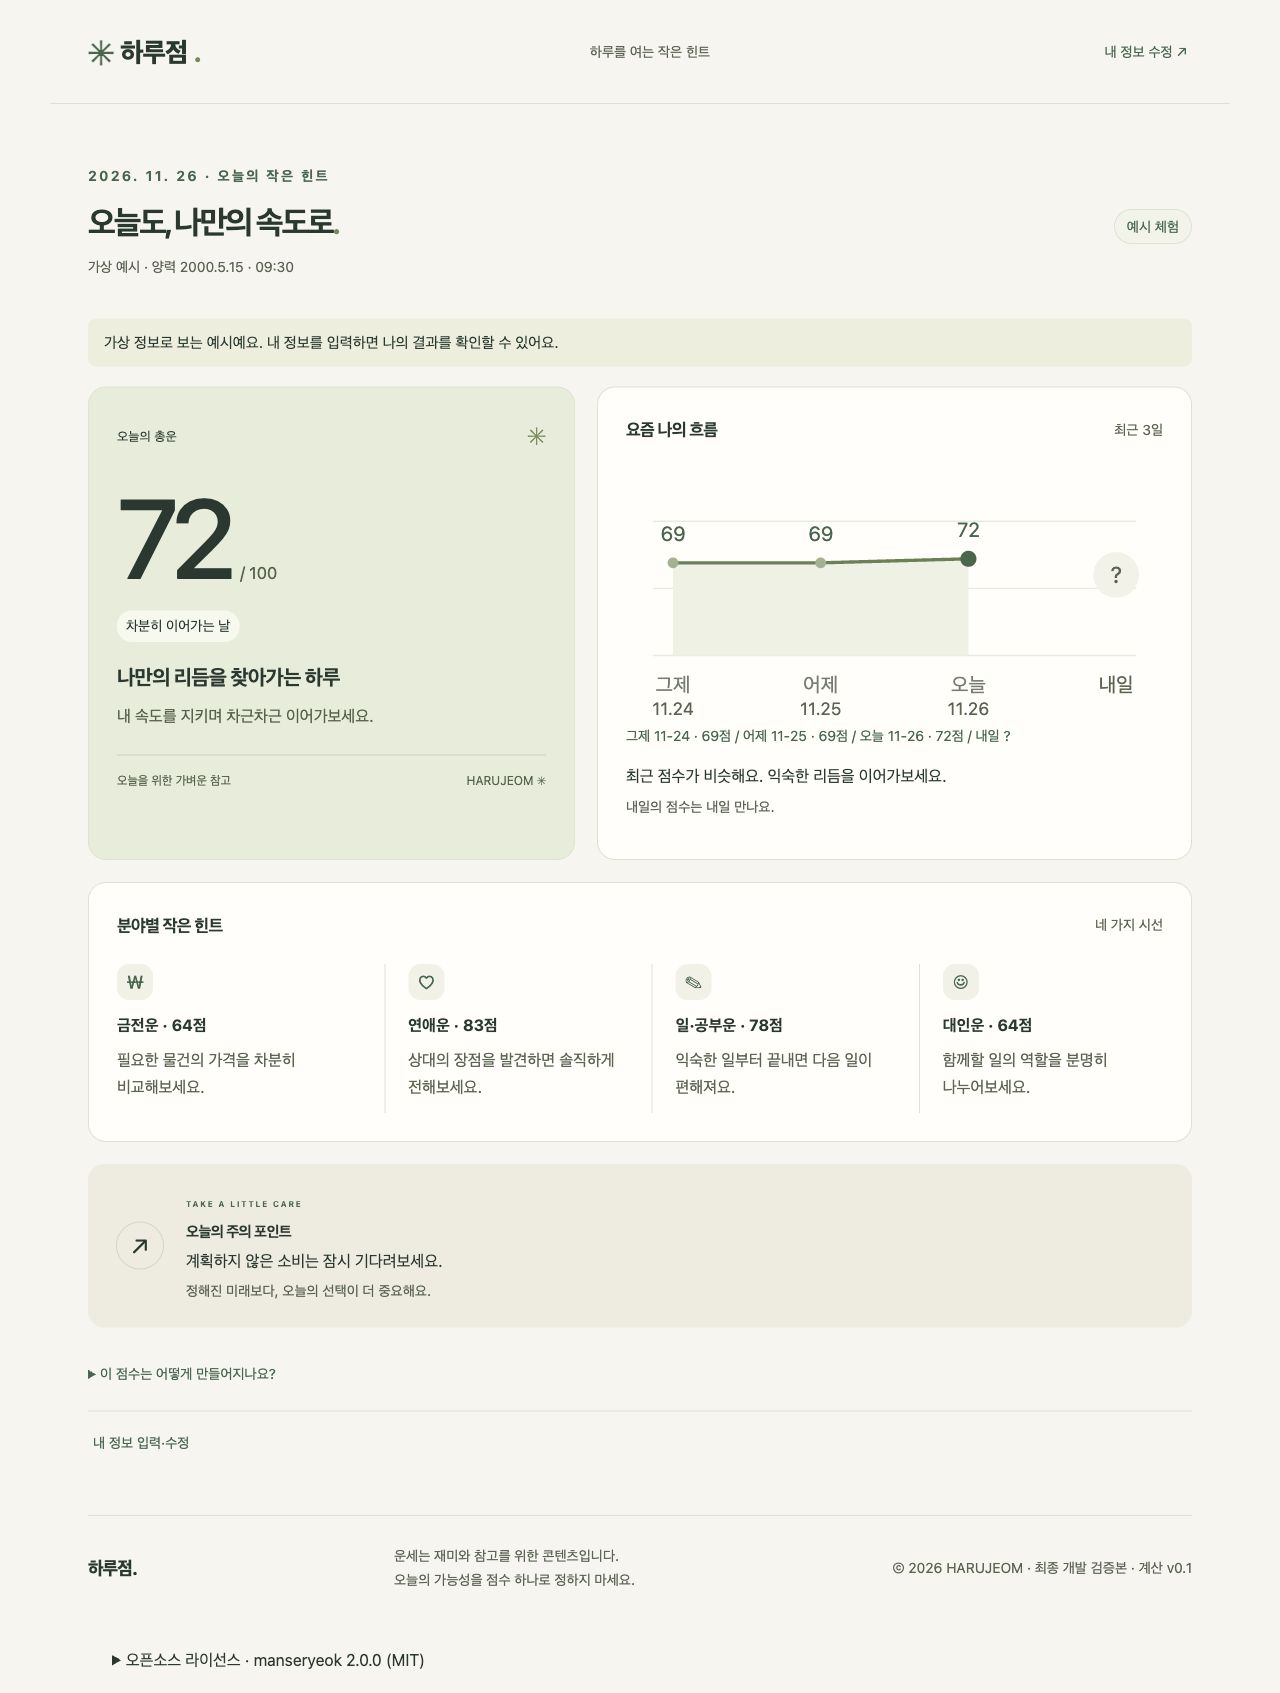 ✳ 하루점 .
하루를 여는 작은 힌트
내 정보 수정 ↗
2026. 11. 26 · 오늘의 작은 힌트
오늘도, 나만의 속도로.
예시 체험
가상 예시 · 양력 2000.5.15 · 09:30
가상 정보로 보는 예시예요. 내 정보를 입력하면 나의 결과를 확인할 수 있어요.
오늘의 총운
72 / 100
차분히 이어가는 날
나만의 리듬을 찾아가는 하루
내 속도를 지키며 차근차근 이어가보세요.
오늘을 위한 가벼운 참고
HARUJEOM ✳
요즘 나의 흐름
최근 3일
69
69
72
?
그제
어제
오늘
내일
11.24
11.25
11.26
그제 11-24 · 69점 / 어제 11-25 · 69점 / 오늘 11-26 · 72점 / 내일 ?
최근 점수가 비슷해요. 익숙한 리듬을 이어가보세요.
내일의 점수는 내일 만나요.
분야별 작은 힌트
네 가지 시선
₩
금전운 · 64점
필요한 물건의 가격을 차분히
비교해보세요.
연애운 · 83점
상대의 장점을 발견하면 솔직하게
전해보세요.
일·공부운 · 78점
익숙한 일부터 끝내면 다음 일이
편해져요.
대인운 · 64점
함께할 일의 역할을 분명히
나누어보세요.
TAKE A LITTLE CARE
오늘의 주의 포인트
계획하지 않은 소비는 잠시 기다려보세요.
정해진 미래보다, 오늘의 선택이 더 중요해요.
▶ 이 점수는 어떻게 만들어지나요?
내 정보 입력·수정
하루점.
운세는 재미와 참고를 위한 콘텐츠입니다.
오늘의 가능성을 점수 하나로 정하지 마세요.
© 2026 HARUJEOM · 최종 개발 검증본 · 계산 v0.1
▶ 오픈소스 라이선스 · manseryeok 2.0.0 (MIT)